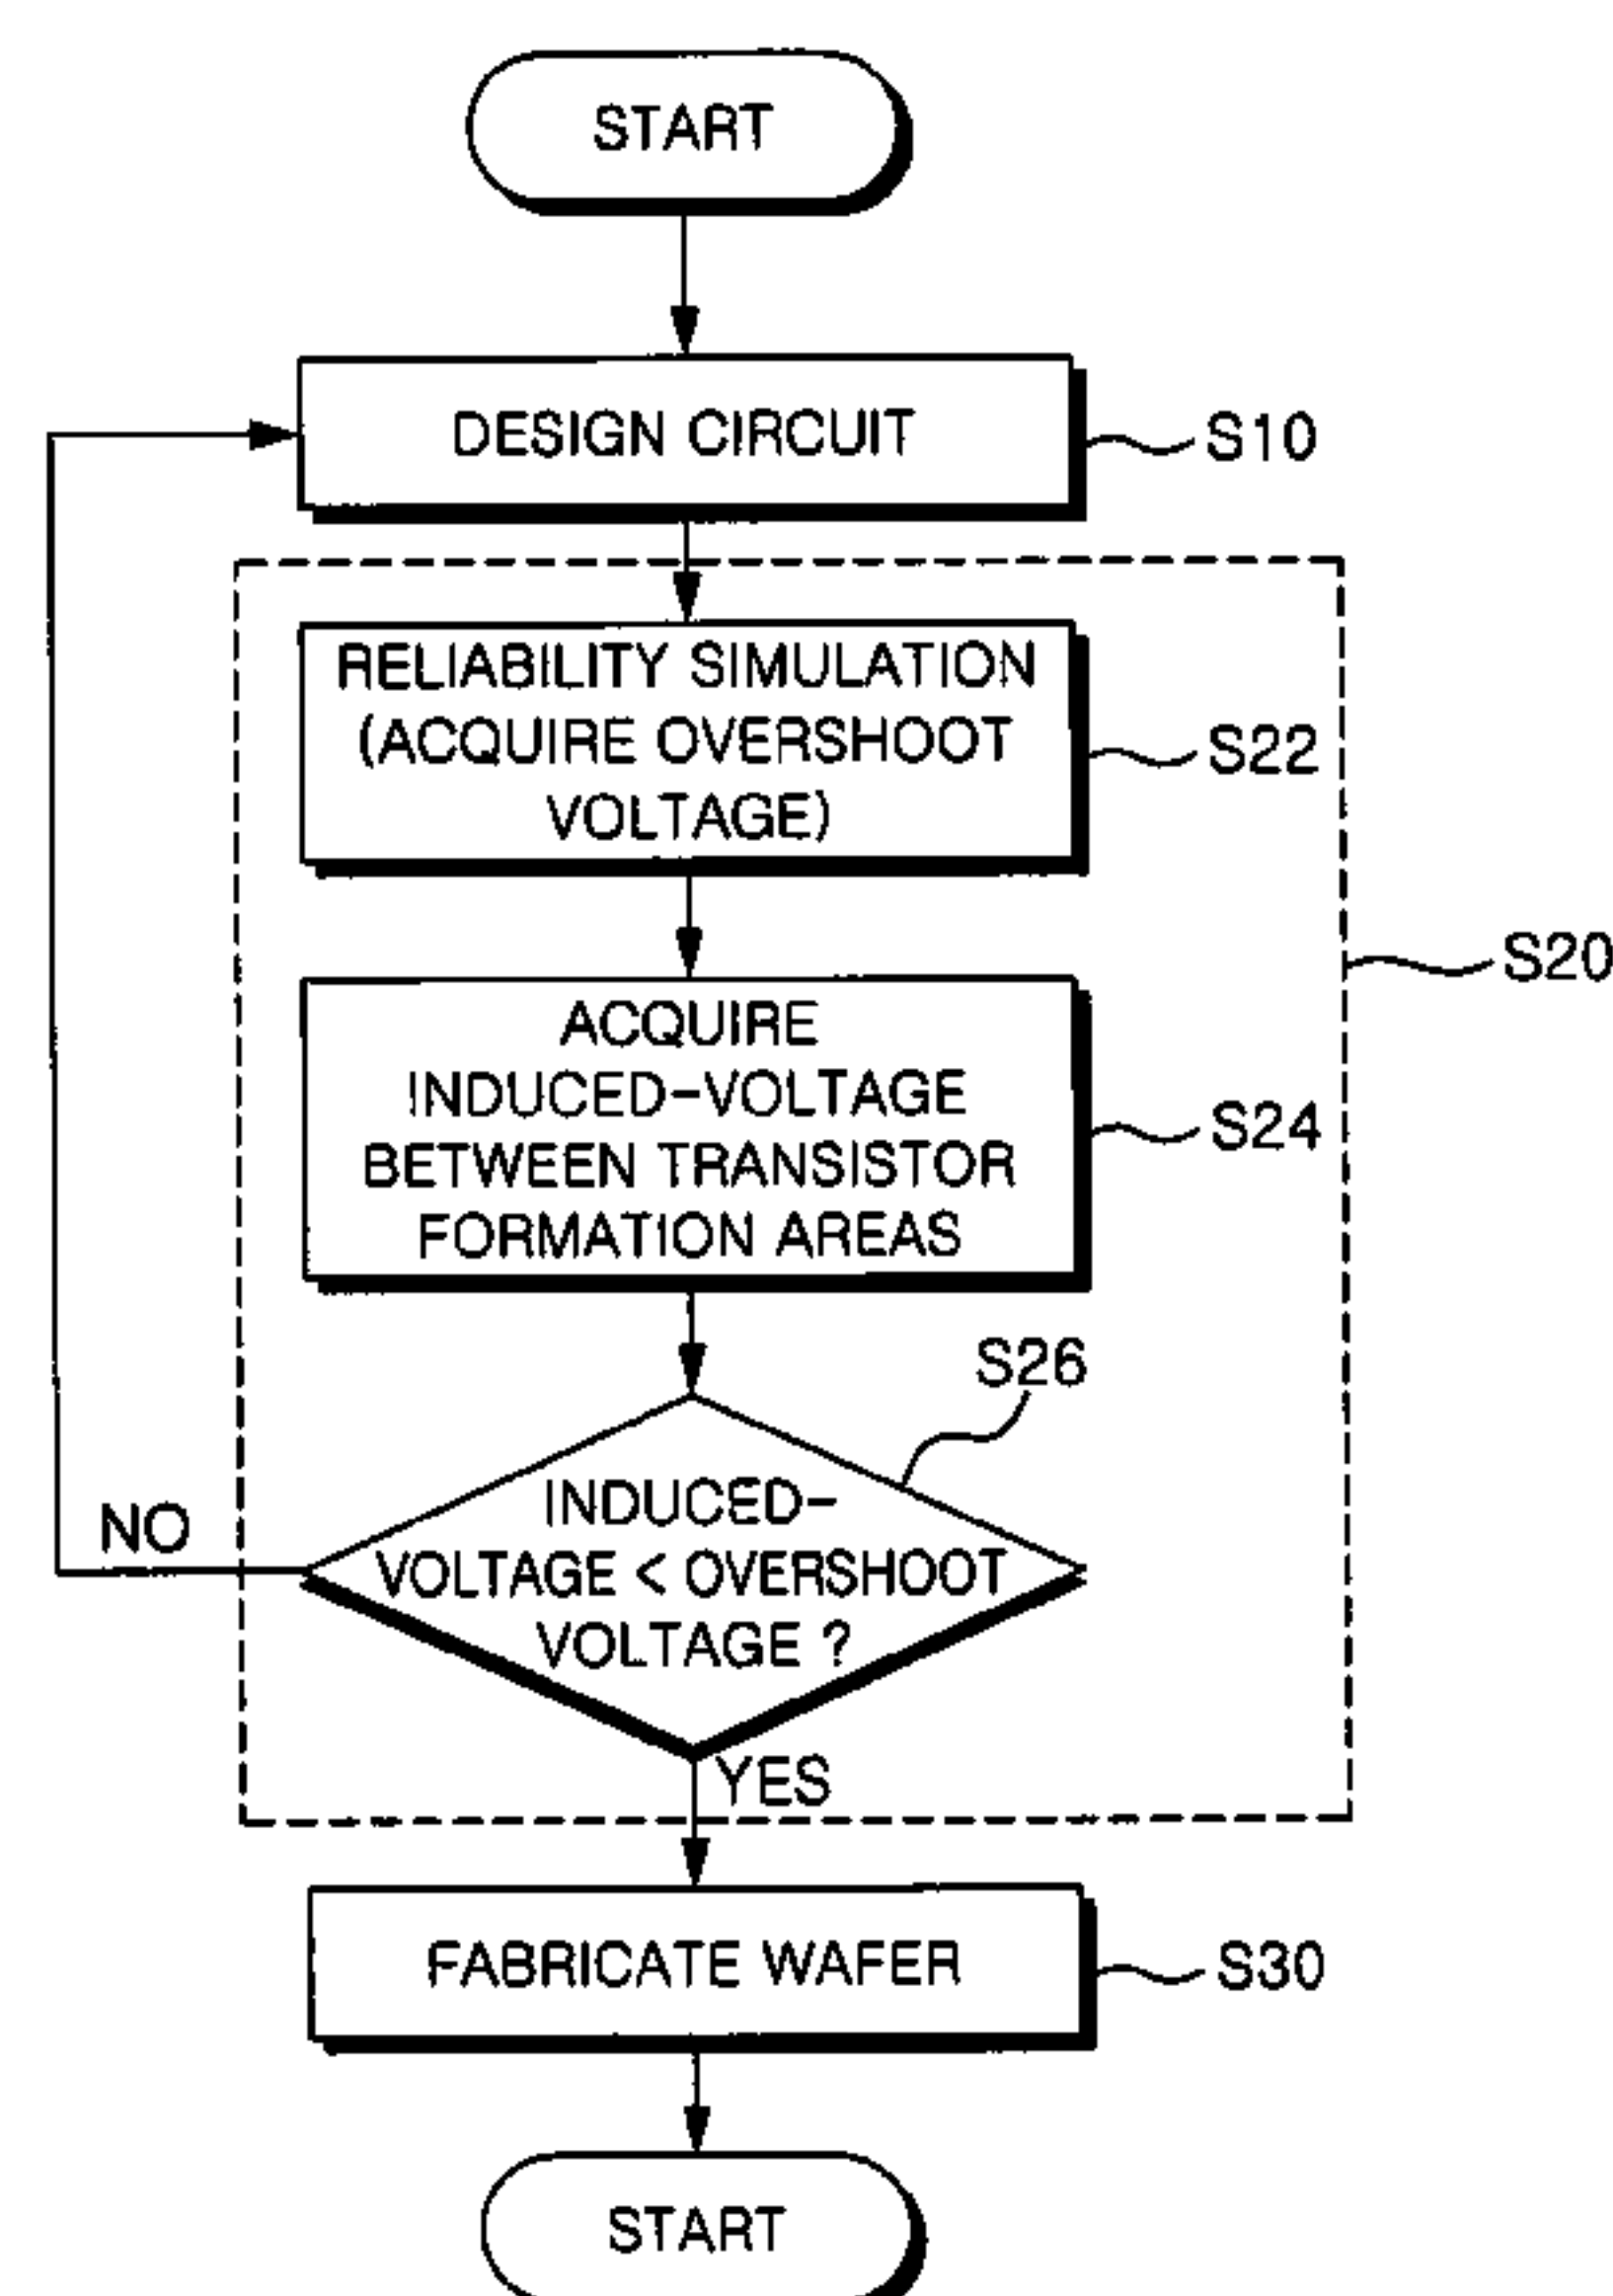 START
DESIGN CIRCUIT
S10
RELIABILITY SIMULATION
(ACQUIRE OVERSHOOT
VOLTAGE)
S22
S20
ACQUIRE
INDUCED-VOLTAGE
BETWEEN TRANSISTOR
FORMATION AREAS
S24
S26
INDUCED-
VOLTAGE < OVERSHOOT
VOLTAGE ?
NO
YES
FABRICATE WAFER
S30
START